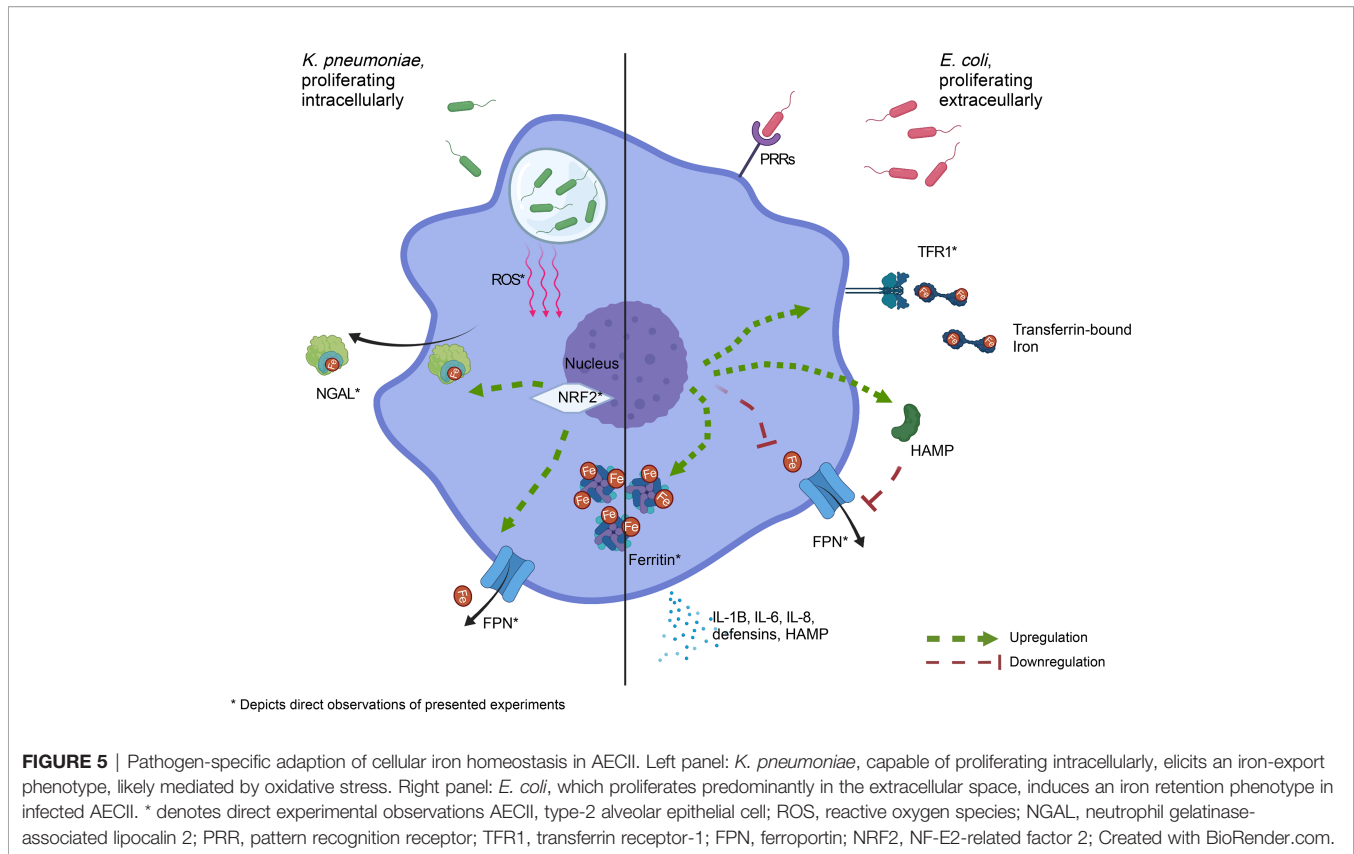 K. pneumoniae,
proliferating
intracellularly
E. coli,
proliferating
extraceullarly
PRRs
TFR1*
ROS*
Fe
Fe
Transferrin-bound
Iron
Fe
Fe
Nucleus
Fe
Fe
NGAL*
NRF2*
HAMP
Fe
Fe
Fe
Fe
Fe
Fe
Fe
Fe
FPN*
Ferritin*
Fe
FPN*
IL-1B, IL-6, IL-8,
defensins, HAMP
Upregulation
Downregulation
* Depicts direct observations of presented experiments
FIGURE 5 | Pathogen-specific adaption of cellular iron homeostasis in AECII. Left panel: K. pneumoniae, capable of proliferating intracellularly, elicits an iron-export
phenotype, likely mediated by oxidative stress. Right panel: E. coli, which proliferates predominantly in the extracellular space, induces an iron retention phenotype in
infected AECII. * denotes direct experimental observations AECII, type-2 alveolar epithelial cell; ROS, reactive oxygen species; NGAL, neutrophil gelatinase-
associated lipocalin 2; PRR, pattern recognition receptor; TFR1, transferrin receptor-1; FPN, ferroportin; NRF2, NF-E2-related factor 2; Created with BioRender.com.